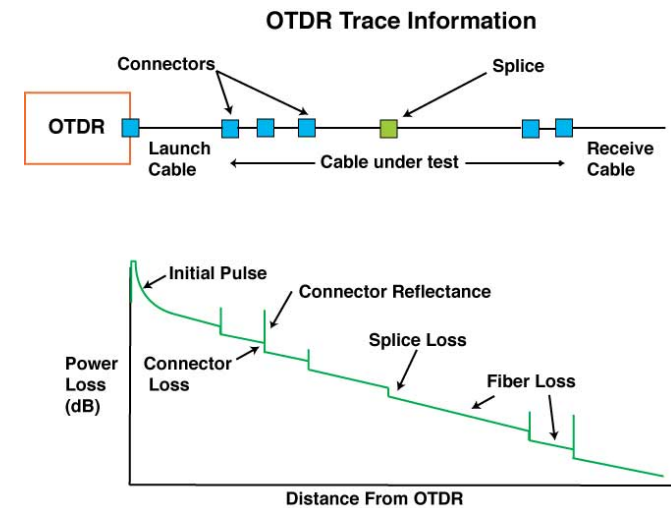 OTDR Trace Information
Connectors
Splice
OTDR
Launch
Cable
Cable under test
Receive
Cable
Initial Pulse
Connector Reflectance
Splice Loss
Power
Loss
(dB)
Connector
Loss
Fiber Loss
Distance From OTDR